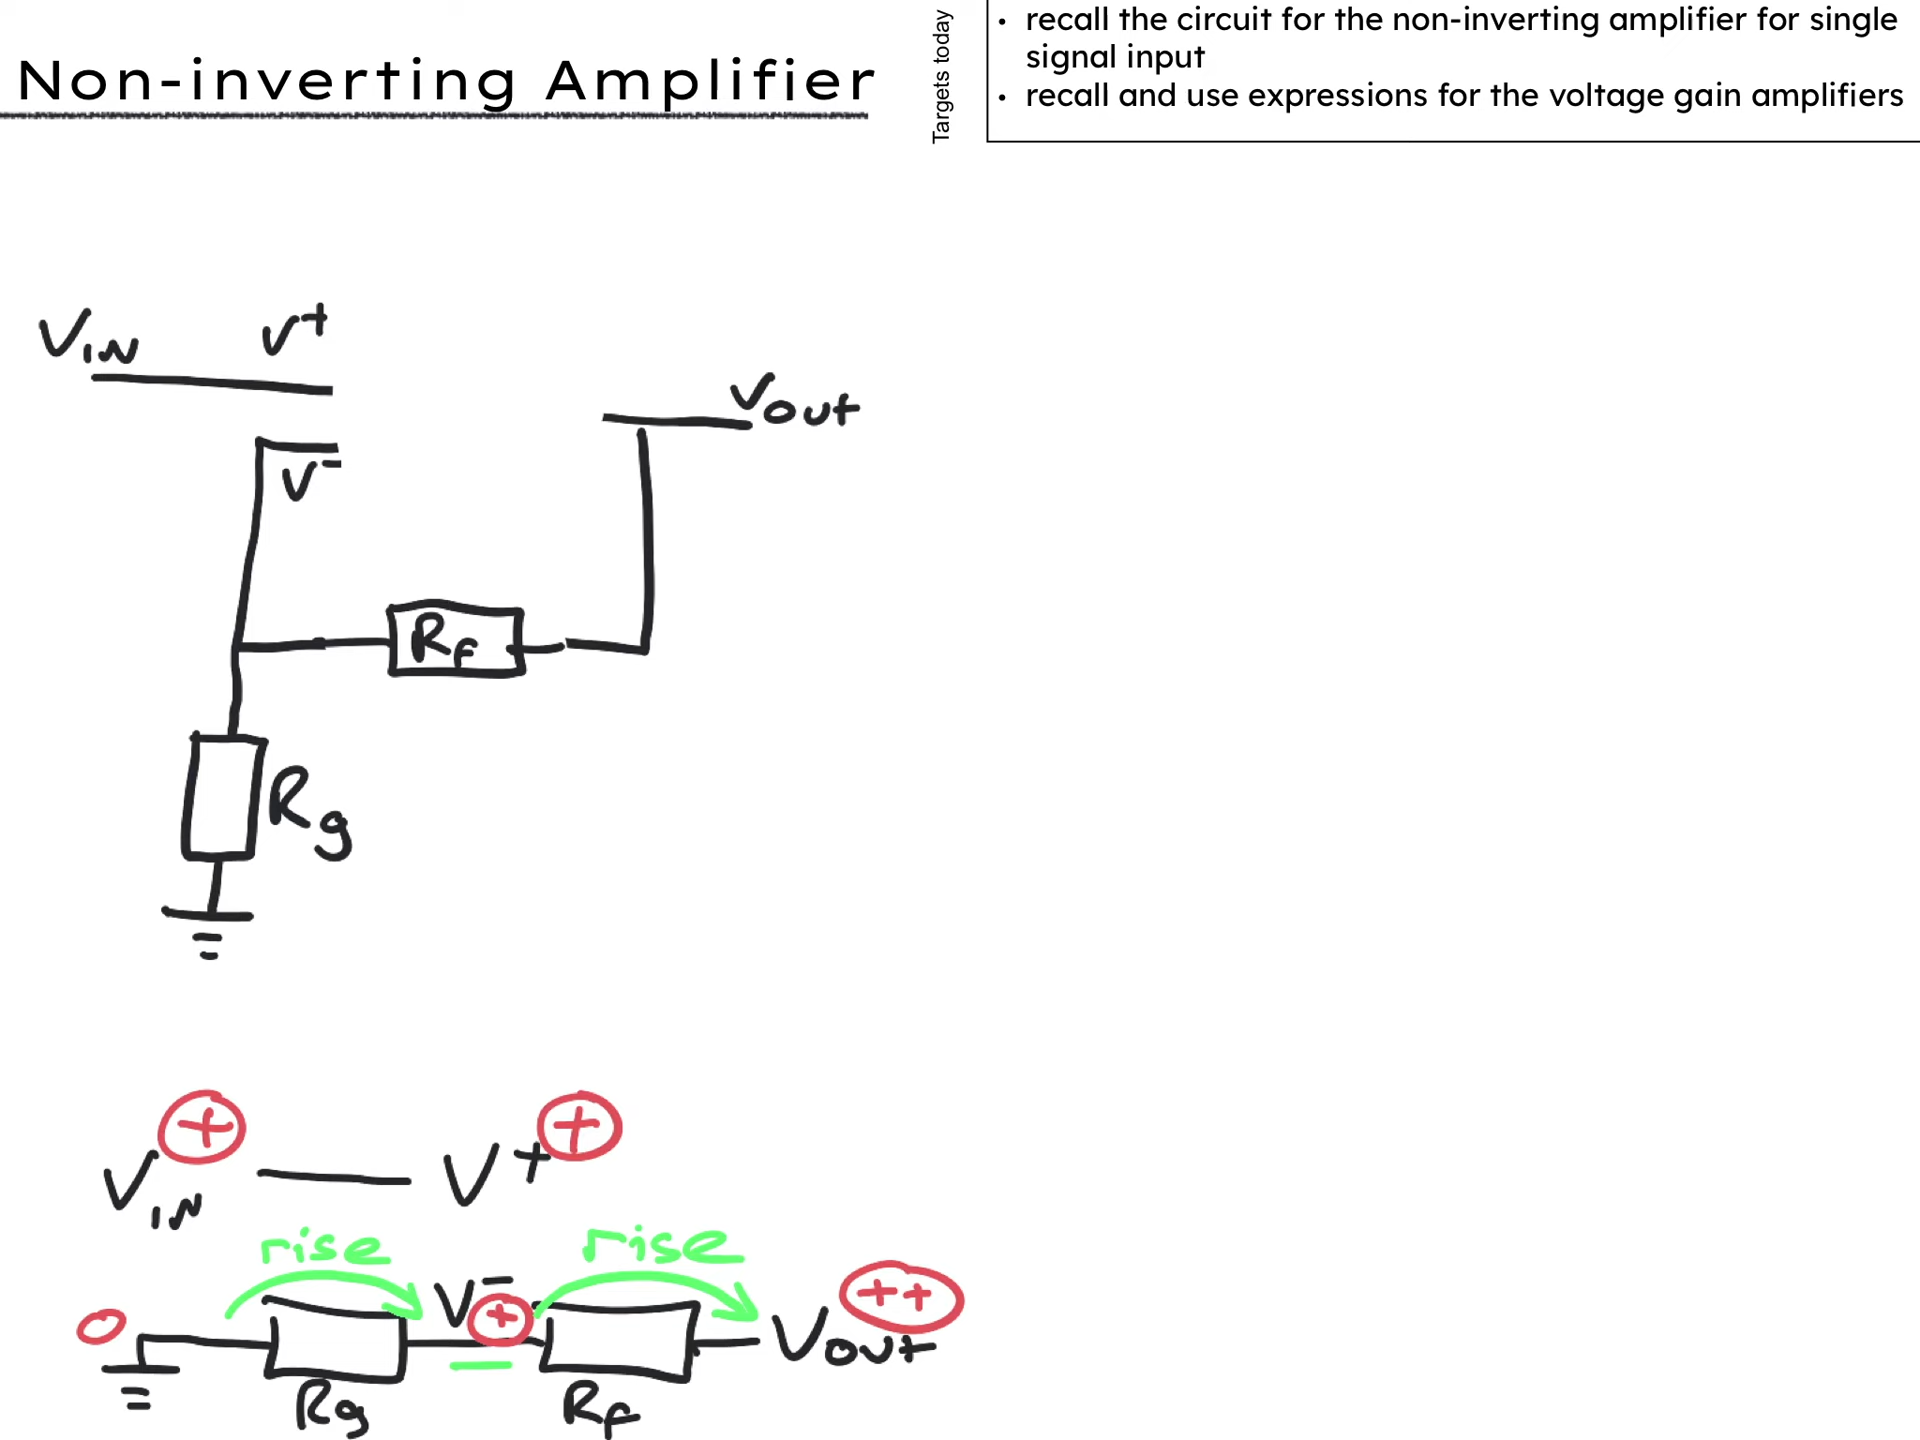 Non-inverting Amplifier
Targets today
• recall the circuit for the non-inverting amplifier for single
signal input
• recall and use expressions for the voltage gain amplifiers
VIN
V+
Vout
V-
Rf
Rg
+
+
VIN
V+
rise
rise
V-
+
++
0
Vout
Rg
Rf